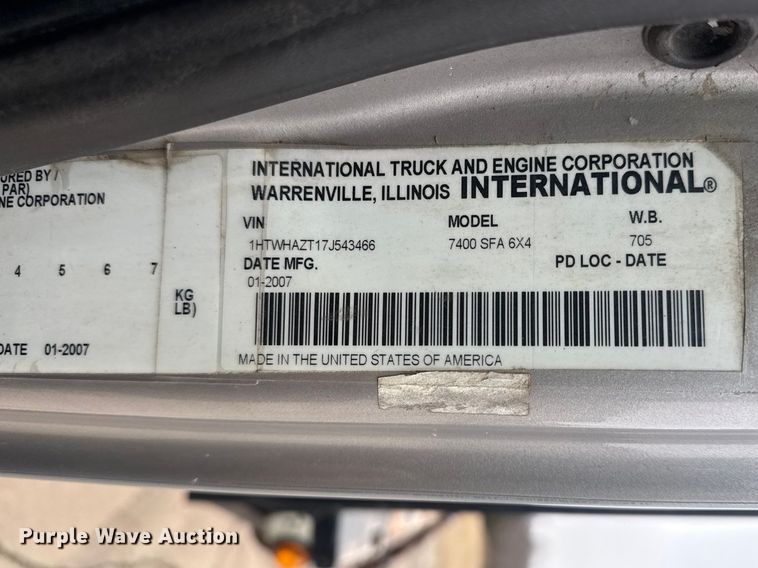 URED BY /
PAR)
NE CORPORATION
4 5 6 7
KG
LB)
DATE 01-2007
INTERNATIONAL TRUCK AND ENGINE CORPORATION
WARRENVILLE, ILLINOIS INTERNATIONAL®
VIN MODEL W.B.
1HTWHAZT17J543466 7400 SFA 6X4 705
DATE MFG. PD LOC - DATE
01-2007
MADE IN THE UNITED STATES OF AMERICA
Purple Wave Auction